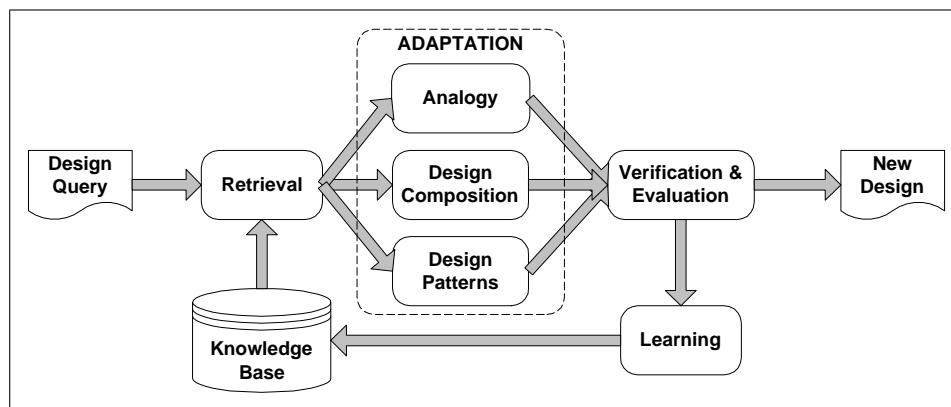 ADAPTATION
Analogy
Design
Query
Retrieval
Design
Composition
Verification &
Evaluation
New
Design
Design
Patterns
Knowledge
Base
Learning